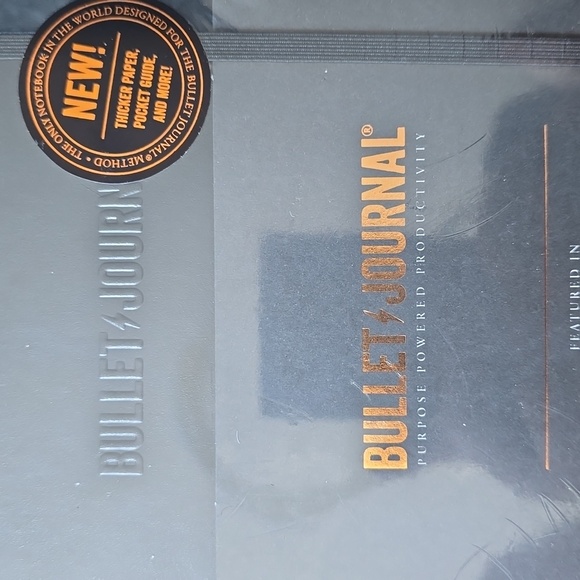 THE ONLY NOTEBOOK IN THE WORLD DESIGNED FOR THE BULLET JOURNAL® METHOD •
NEW!
THICKER PAPER,
POCKET GUIDE,
AND MORE!
BULLET JOURN
BULLET JOURNAL®
PURPOSE POWERED PRODUCTIVITY
FEATURED IN